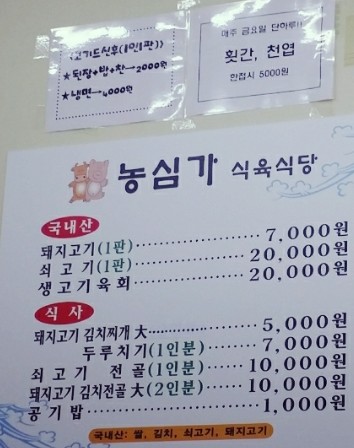 (고기드신후(1인1판))
★된장+밥+찬→2000원
★냉면→4000원
매주 금요일 단하루!!
횟간, 천엽
한접시 5000원
농심가 식육식당
국내산
돼지고기(1판) 7,000원
쇠고기(1판) 20,000원
생고기육회 20,000원
식사
돼지고기 김치찌개 大 5,000원
두루치기(1인분) 7,000원
쇠고기 전골(1인분) 10,000원
돼지고기 김치전골 大(2인분) 10,000원
공기밥 1,000원
국내산: 쌀, 김치, 쇠고기, 돼지고기